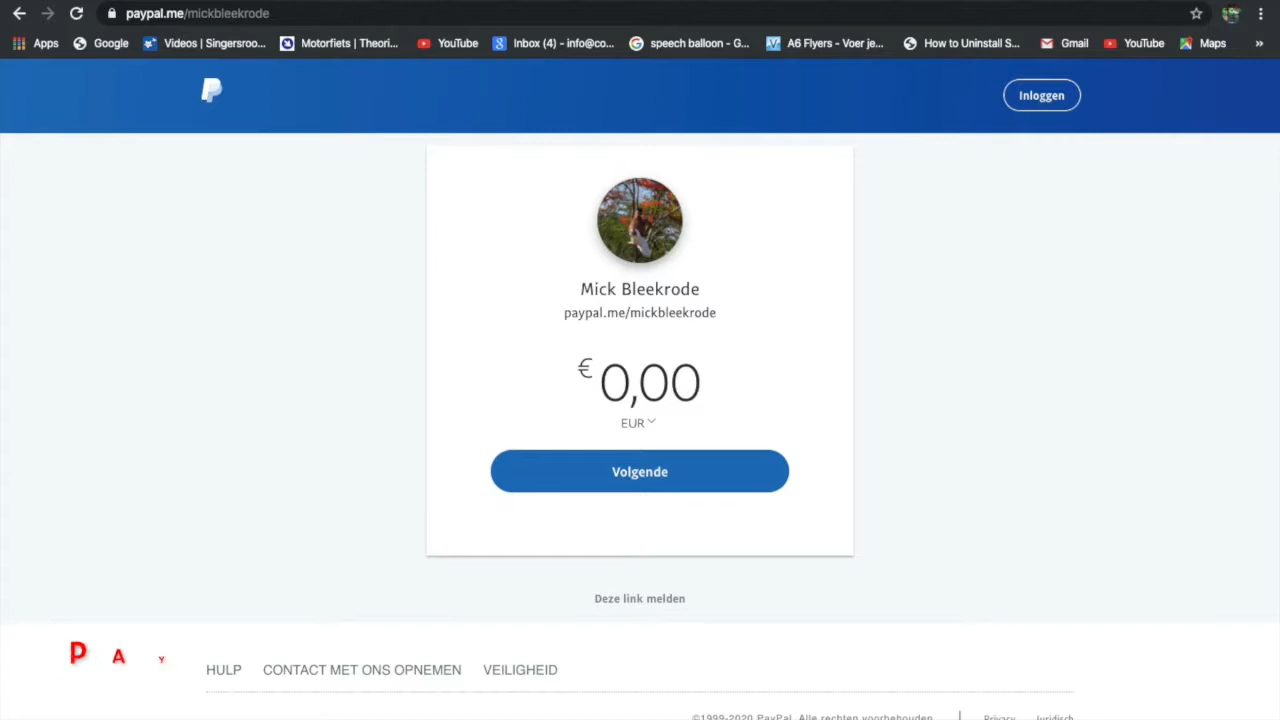 paypal.me/mickbleekrode
Apps Google Videos | Singersroo... Motorfiets | Theori... YouTube Inbox (4) - info@co... speech balloon - G... A6 Flyers - Voer je... How to Uninstall S... Gmail YouTube Maps »
Inloggen
Mick Bleekrode
paypal.me/mickbleekrode
€ 0,00
EUR
Volgende
Deze link melden
P A Y
HULP CONTACT MET ONS OPNEMEN VEILIGHEID
©1999-2020 PayPal. Alle rechten voorbehouden. | Privacy Juridisch